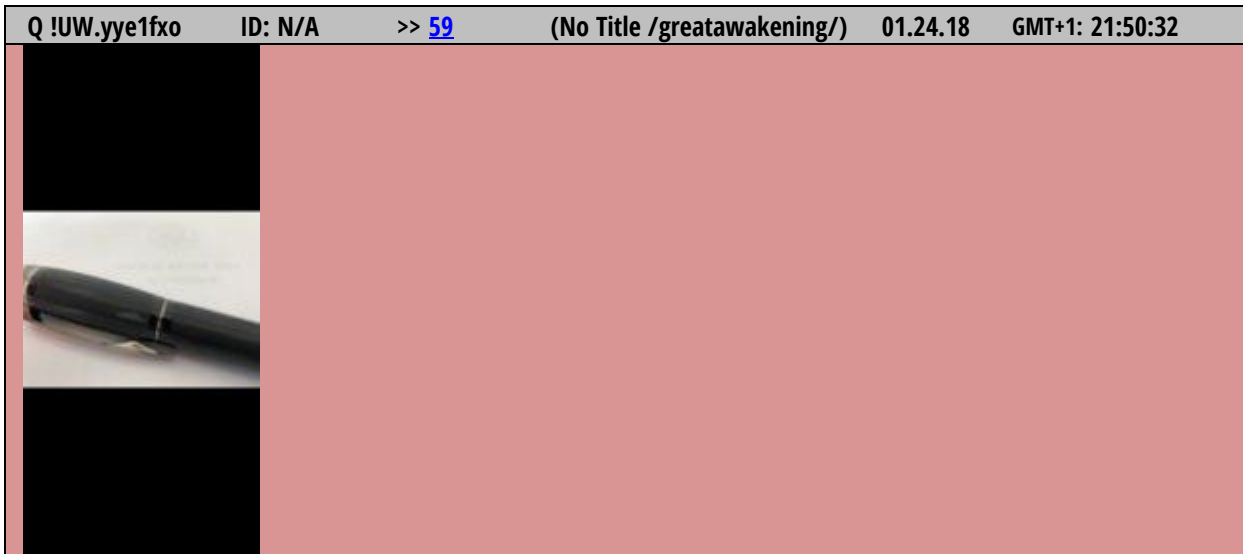 Q !UW.yye1fxo ID: N/A >> 59 (No Title /greatawakening/) 01.24.18 GMT+1: 21:50:32